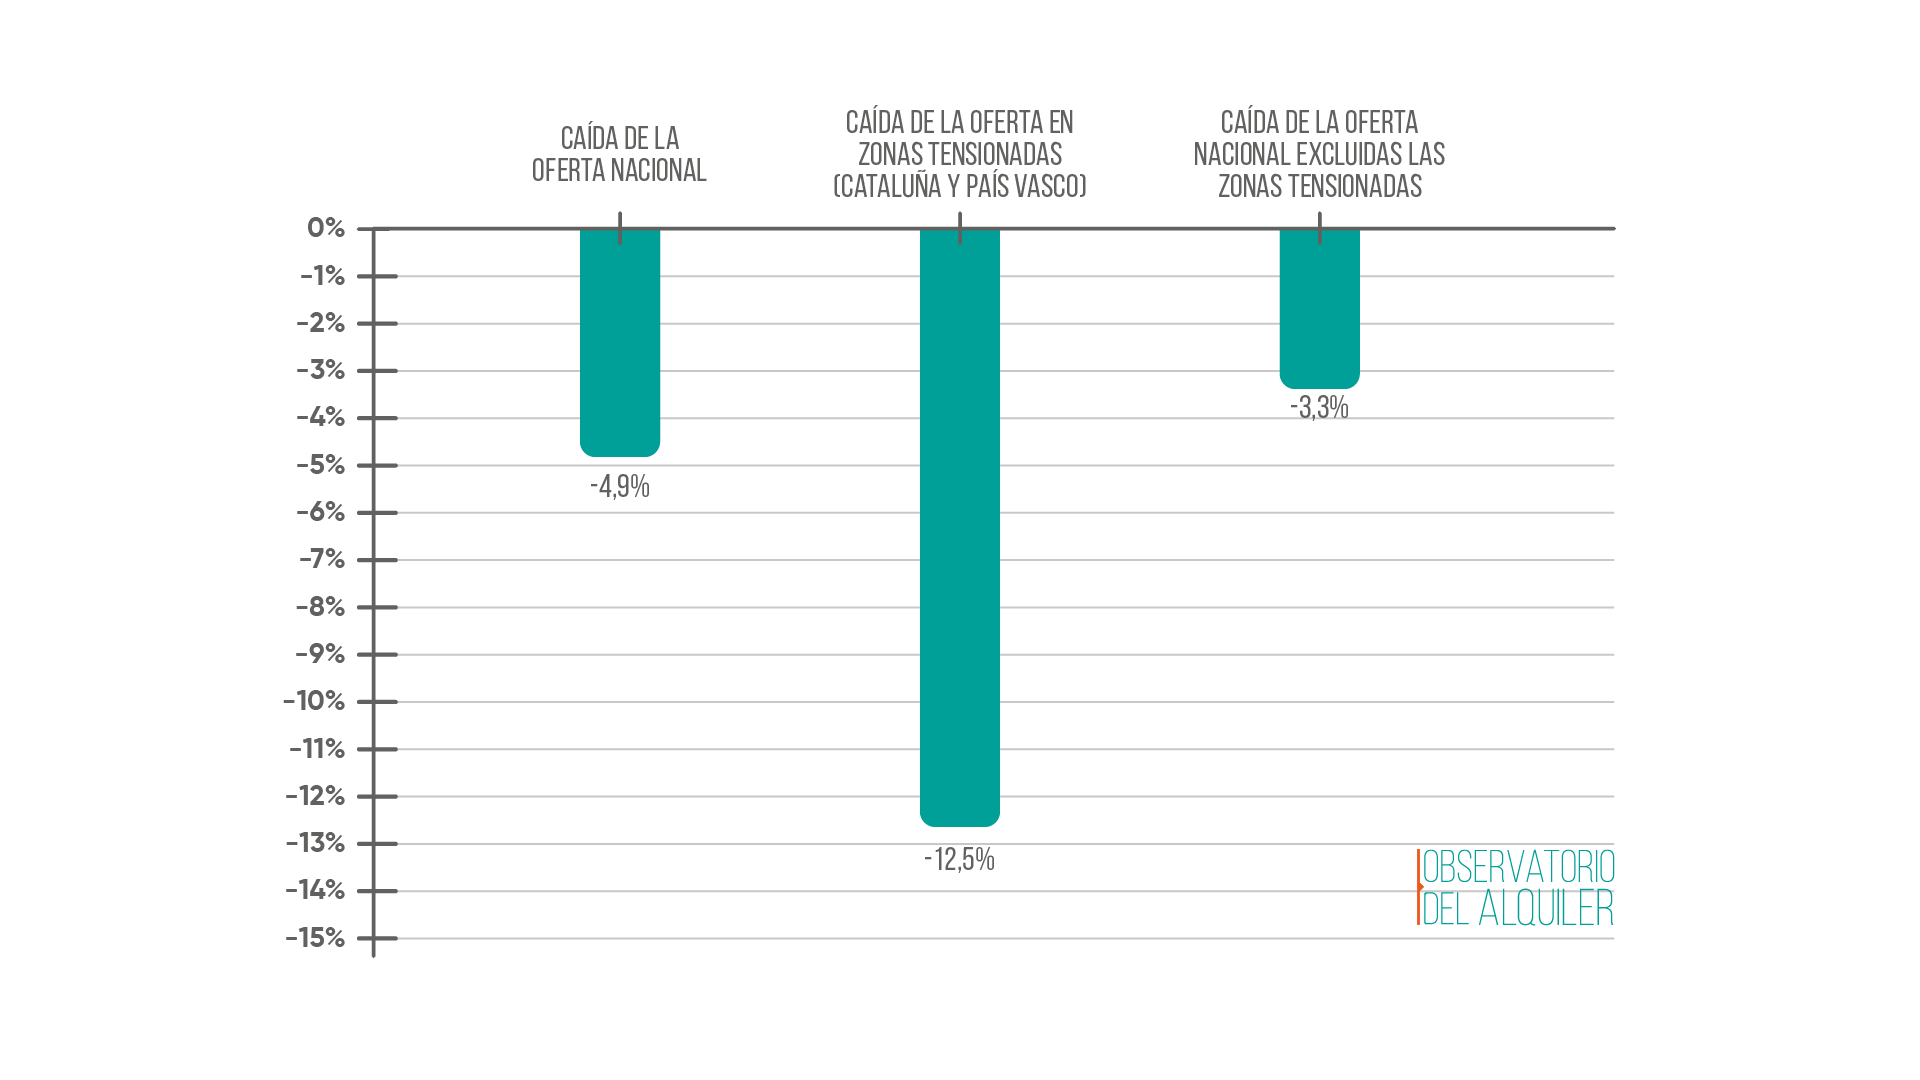 CAÍDA DE LA
OFERTA NACIONAL
CAÍDA DE LA OFERTA EN
ZONAS TENSIONADAS
(CATALUÑA Y PAÍS VASCO)
CAÍDA DE LA OFERTA
NACIONAL EXCLUIDAS LAS
ZONAS TENSIONADAS
0%
-1%
-2%
-3%
-4%
-5%
-6%
-7%
-8%
-9%
-10%
-11%
-12%
-13%
-14%
-15%
-4,9%
-12,5%
-3,3%
OBSERVATORIO
DEL ALQUILER